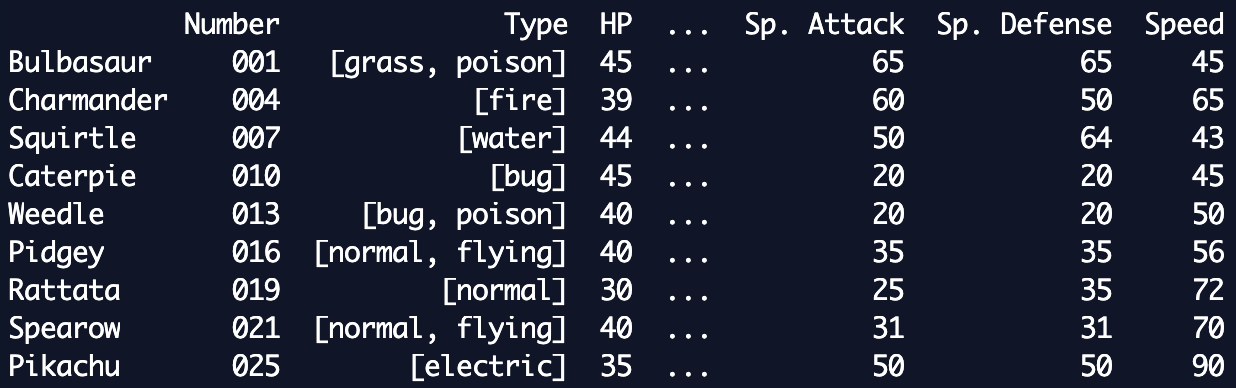 Number Type HP ... Sp. Attack Sp. Defense Speed
Bulbasaur 001 [grass, poison] 45 ... 65 65 45
Charmander 004 [fire] 39 ... 60 50 65
Squirtle 007 [water] 44 ... 50 64 43
Caterpie 010 [bug] 45 ... 20 20 45
Weedle 013 [bug, poison] 40 ... 20 20 50
Pidgey 016 [normal, flying] 40 ... 35 35 56
Rattata 019 [normal] 30 ... 25 35 72
Spearow 021 [normal, flying] 40 ... 31 31 70
Pikachu 025 [electric] 35 ... 50 50 90